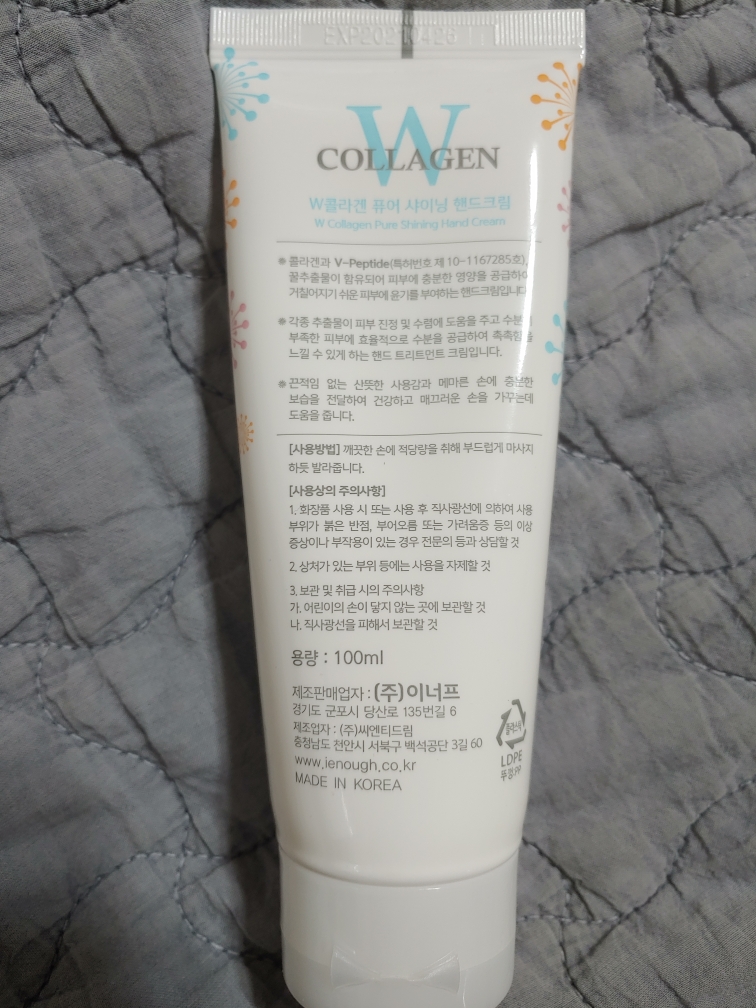 W
COLLAGEN
W콜라겐 퓨어 샤이닝 핸드크림
W Collagen Pure Shining Hand Cream
● 콜라겐과 V-Peptide(특허번호 제 10-1167285호),
꿀추출물이 함유되어 피부에 충분한 영양을 공급하여
거칠어지기 쉬운 피부에 윤기를 부여하는 핸드크림입니다.
● 각종 추출물이 피부 진정 및 수렴에 도움을 주고 수분이
부족한 피부에 효율적으로 수분을 공급하여 촉촉함을
느낄 수 있게 하는 핸드 트리트먼트 크림입니다.
● 끈적임 없는 산뜻한 사용감과 메마른 손에 충분한
보습을 전달하여 건강하고 매끄러운 손을 가꾸는데
도움을 줍니다.
[사용방법] 깨끗한 손에 적당량을 취해 부드럽게 마사지
하듯 발라줍니다.
[사용상의 주의사항]
1. 화장품 사용 시 또는 사용 후 직사광선에 의하여 사용
부위가 붉은 반점, 부어오름 또는 가려움증 등의 이상
증상이나 부작용이 있는 경우 전문의 등과 상담할 것
2. 상처가 있는 부위 등에는 사용을 자제할 것
3. 보관 및 취급 시의 주의사항
가. 어린이의 손이 닿지 않는 곳에 보관할 것
나. 직사광선을 피해서 보관할 것
용량 : 100ml
제조판매업자 : (주)이너프
경기도 군포시 당산로 135번길 6
제조업자 : (주)씨엔티드림
충청남도 천안시 서북구 백석공단 3길 60
www.ienough.co.kr
MADE IN KOREA
플라스틱
LDPE
뚜껑:PP